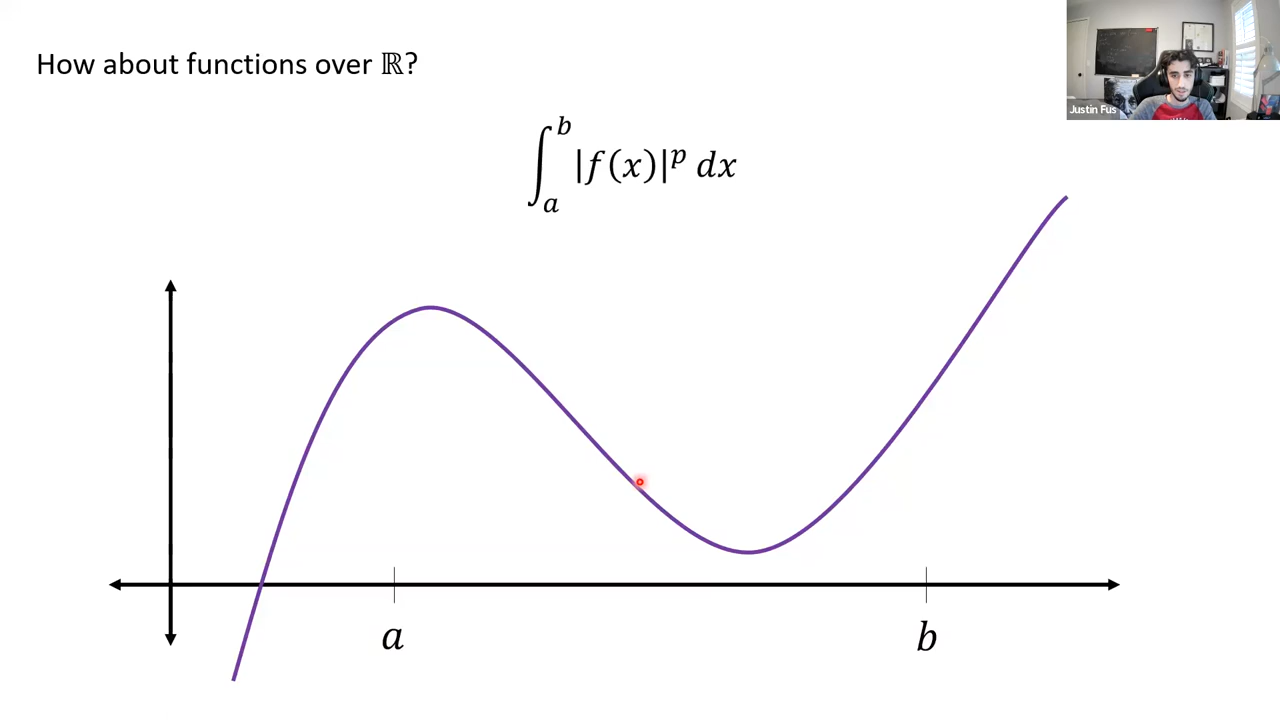 How about functions over ℝ?
Justin Fus
∫_a^b |f(x)|^p dx
a
b